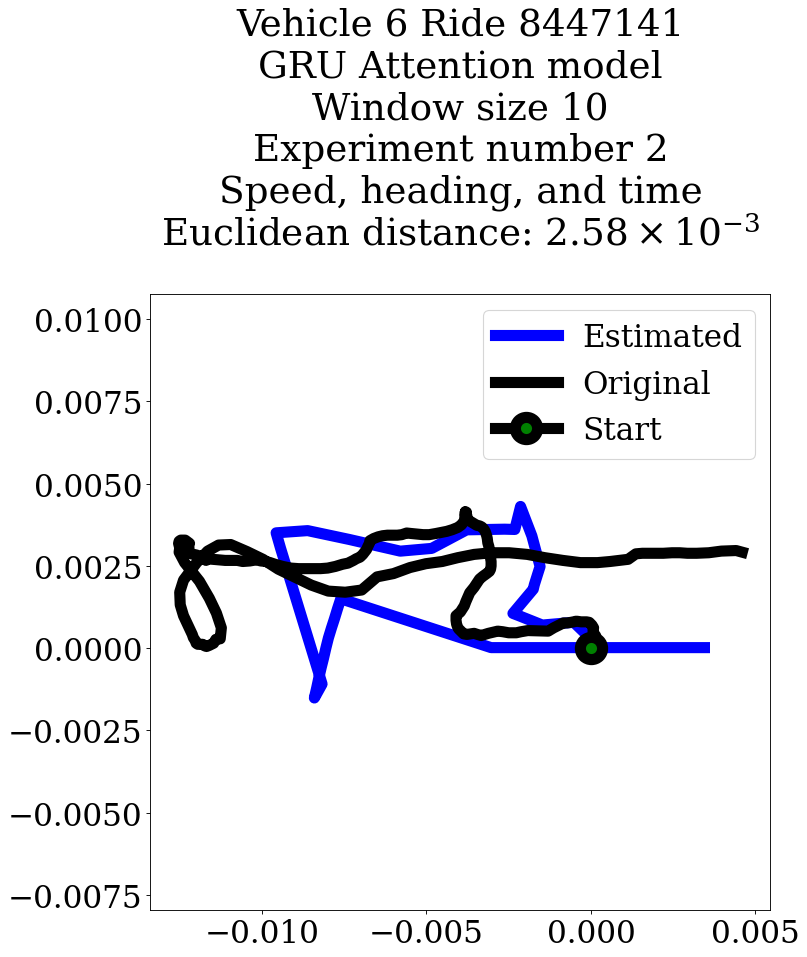 Vehicle 6 Ride 8447141
GRU Attention model
Window size 10
Experiment number 2
Speed, heading, and time
Euclidean distance: 2.58 × 10⁻³
Estimated
Original
Start
0.0100
0.0075
0.0050
0.0025
0.0000
−0.0025
−0.0050
−0.0075
−0.010 −0.005 0.000 0.005